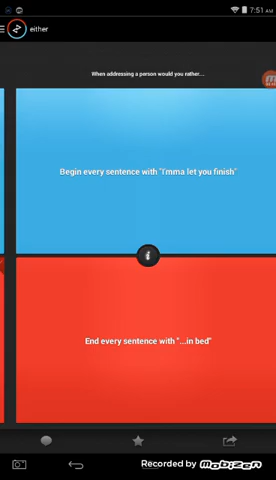 7:51 AM
either
When addressing a person would you rather...
Begin every sentence with "I'mma let you finish"
i
End every sentence with "...in bed"
Recorded by Mobizen